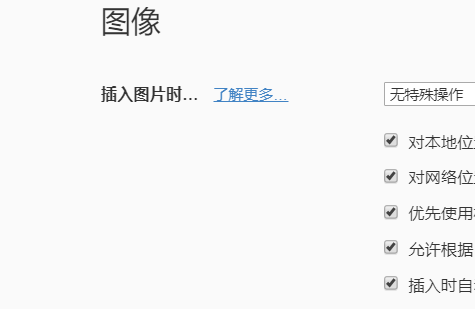 图像
插入图片时... 了解更多... 无特殊操作
对本地位
对网络位
优先使用
允许根据
插入时自